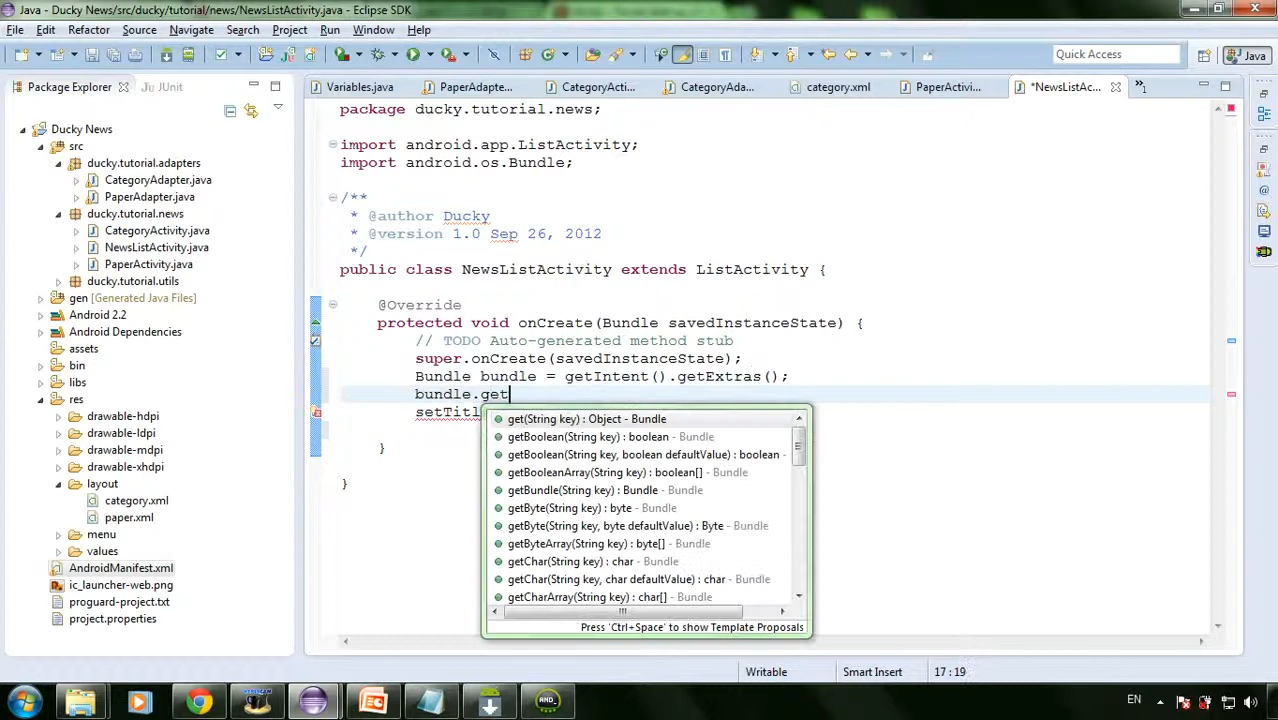 Java - Ducky News/src/ducky/tutorial/news/NewsListActivity.java - Eclipse SDK
File Edit Refactor Source Navigate Search Project Run Window Help
Quick Access
Java
Package Explorer
JUnit
Variables.java
PaperAdapte...
CategoryActi...
CategoryAda...
category.xml
PaperActivi...
*NewsListAc...
Ducky News
src
ducky.tutorial.adapters
CategoryAdapter.java
PaperAdapter.java
ducky.tutorial.news
CategoryActivity.java
NewsListActivity.java
PaperActivity.java
ducky.tutorial.utils
gen [Generated Java Files]
Android 2.2
Android Dependencies
assets
bin
libs
res
drawable-hdpi
drawable-ldpi
drawable-mdpi
drawable-xhdpi
layout
category.xml
paper.xml
menu
values
AndroidManifest.xml
ic_launcher-web.png
proguard-project.txt
project.properties
package ducky.tutorial.news;
import android.app.ListActivity;
import android.os.Bundle;
/**
* @author Ducky
* @version 1.0 Sep 26, 2012
*/
public class NewsListActivity extends ListActivity {
@Override
protected void onCreate(Bundle savedInstanceState) {
// TODO Auto-generated method stub
super.onCreate(savedInstanceState);
Bundle bundle = getIntent().getExtras();
bundle.get
setTitl
}
}
get(String key) : Object - Bundle
getBoolean(String key) : boolean - Bundle
getBoolean(String key, boolean defaultValue) : boolean -
getBooleanArray(String key) : boolean[] - Bundle
getBundle(String key) : Bundle - Bundle
getByte(String key) : byte - Bundle
getByte(String key, byte defaultValue) : Byte - Bundle
getByteArray(String key) : byte[] - Bundle
getChar(String key) : char - Bundle
getChar(String key, char defaultValue) : char - Bundle
getCharArray(String key) : char[] - Bundle
Press 'Ctrl+Space' to show Template Proposals
Writable
Smart Insert
17 : 19
EN